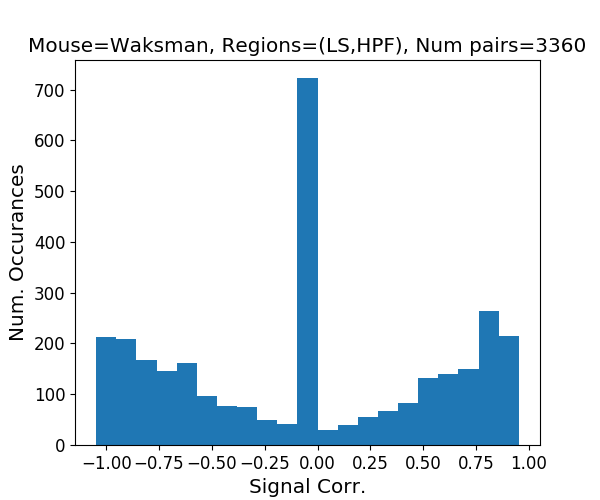 Mouse=Waksman, Regions=(LS,HPF), Num pairs=3360
Num. Occurances
700
600
500
400
300
200
100
0
−1.00 −0.75 −0.50 −0.25 0.00 0.25 0.50 0.75 1.00
Signal Corr.